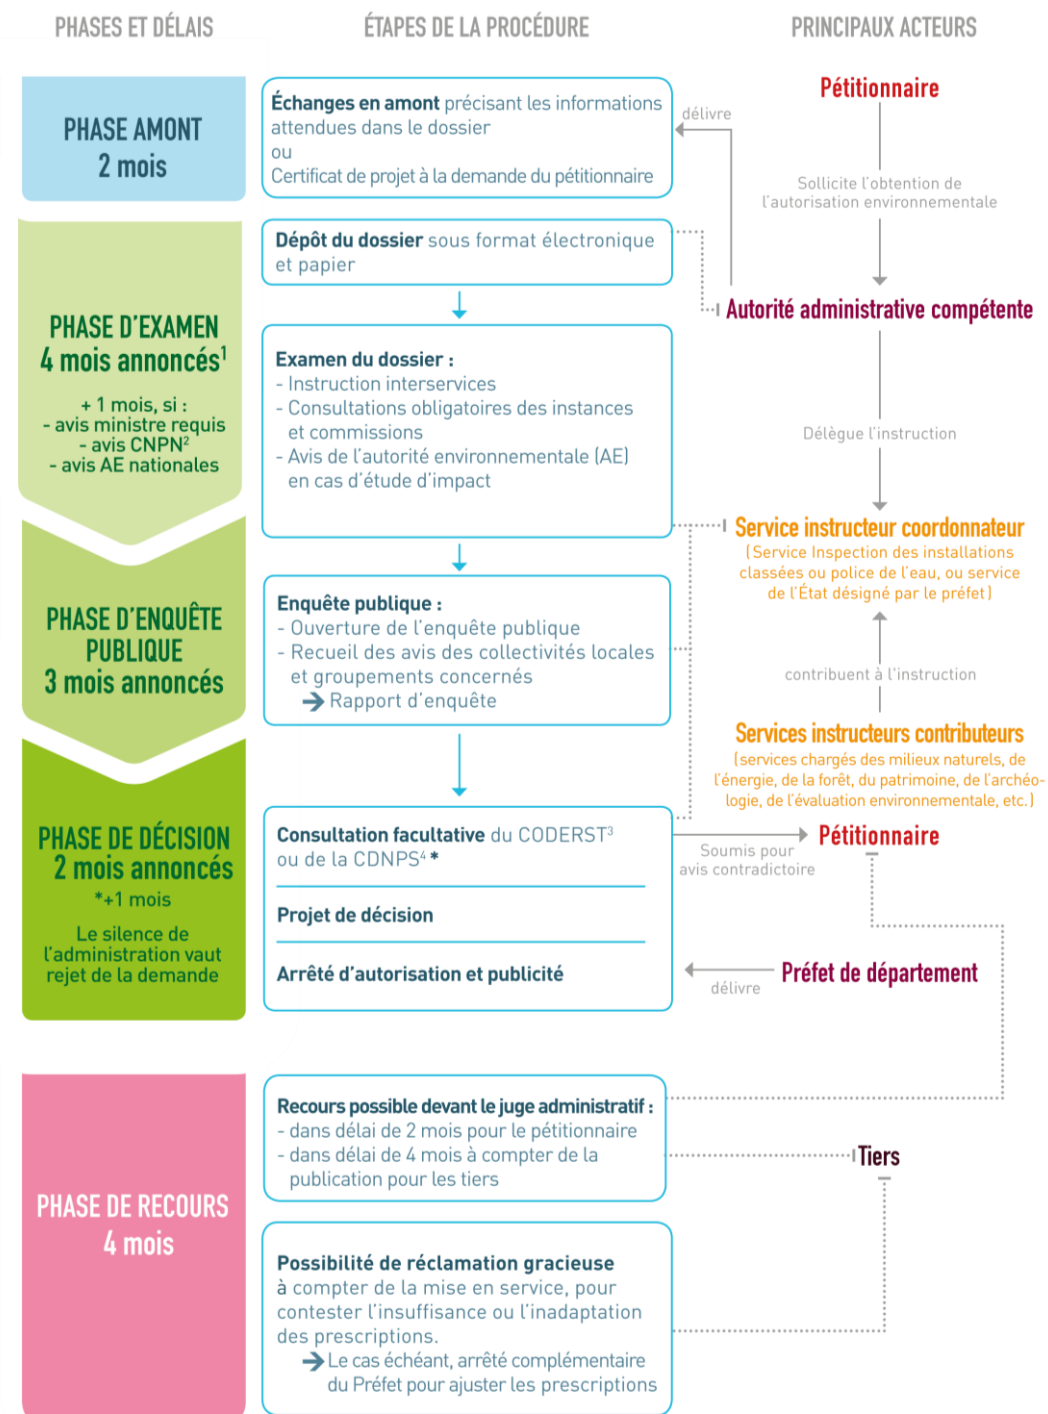 PHASES ET DÉLAIS
ÉTAPES DE LA PROCÉDURE
PRINCIPAUX ACTEURS
PHASE AMONT
2 mois
Échanges en amont précisant les informations
attendues dans le dossier
ou
Certificat de projet à la demande du pétitionnaire
délivre
Pétitionnaire
Sollicite l'obtention de
l'autorisation environnementale
Dépôt du dossier sous format électronique
et papier
Autorité administrative compétente
PHASE D'EXAMEN
4 mois annoncés¹
+ 1 mois, si :
- avis ministre requis
- avis CNPN²
- avis AE nationales
Examen du dossier :
- Instruction interservices
- Consultations obligatoires des instances
et commissions
- Avis de l'autorité environnementale (AE)
en cas d'étude d'impact
Délègue l'instruction
Service instructeur coordonnateur
(Service Inspection des installations
classées ou police de l'eau, ou service
de l'État désigné par le préfet)
PHASE D'ENQUÊTE
PUBLIQUE
3 mois annoncés
Enquête publique :
- Ouverture de l'enquête publique
- Recueil des avis des collectivités locales
et groupements concernés
→ Rapport d'enquête
contribuent à l'instruction
Services instructeurs contributeurs
(services chargés des milieux naturels, de
l'énergie, de la forêt, du patrimoine, de l'archéo-
logie, de l'évaluation environnementale, etc.)
PHASE DE DÉCISION
2 mois annoncés
*+1 mois
Le silence de
l'administration vaut
rejet de la demande
Consultation facultative du CODERST³
ou de la CDNPS⁴ *
Projet de décision
Arrêté d'autorisation et publicité
Soumis pour
avis contradictoire
Pétitionnaire
délivre
Préfet de département
PHASE DE RECOURS
4 mois
Recours possible devant le juge administratif :
- dans délai de 2 mois pour le pétitionnaire
- dans délai de 4 mois à compter de la
publication pour les tiers
Tiers
Possibilité de réclamation gracieuse
à compter de la mise en service, pour
contester l'insuffisance ou l'inadaptation
des prescriptions.
→ Le cas échéant, arrêté complémentaire
du Préfet pour ajuster les prescriptions